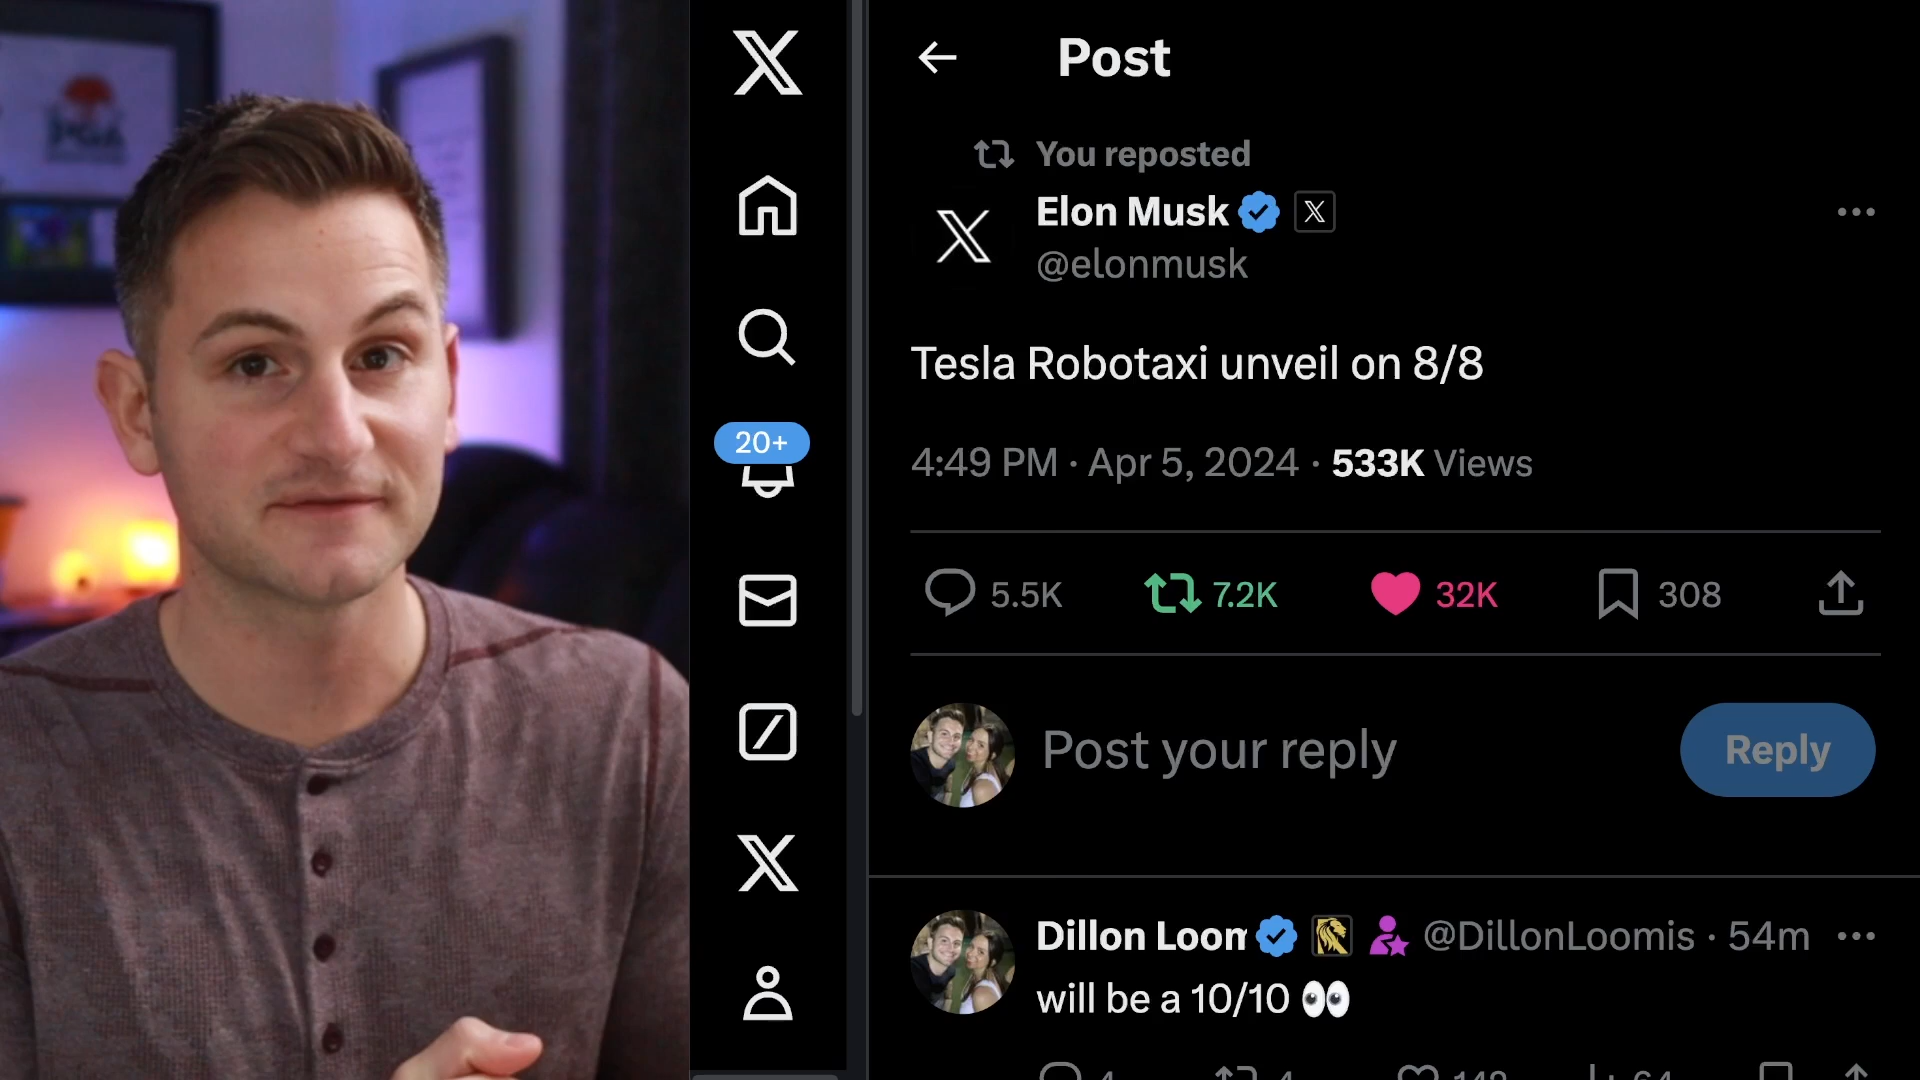 PGA
Post
You reposted
Elon Musk
@elonmusk
Tesla Robotaxi unveil on 8/8
4:49 PM · Apr 5, 2024 · 533K Views
20+
5.5K 7.2K 32K 308
Post your reply
Reply
Dillon Loom @DillonLoomis · 54m
will be a 10/10 👀